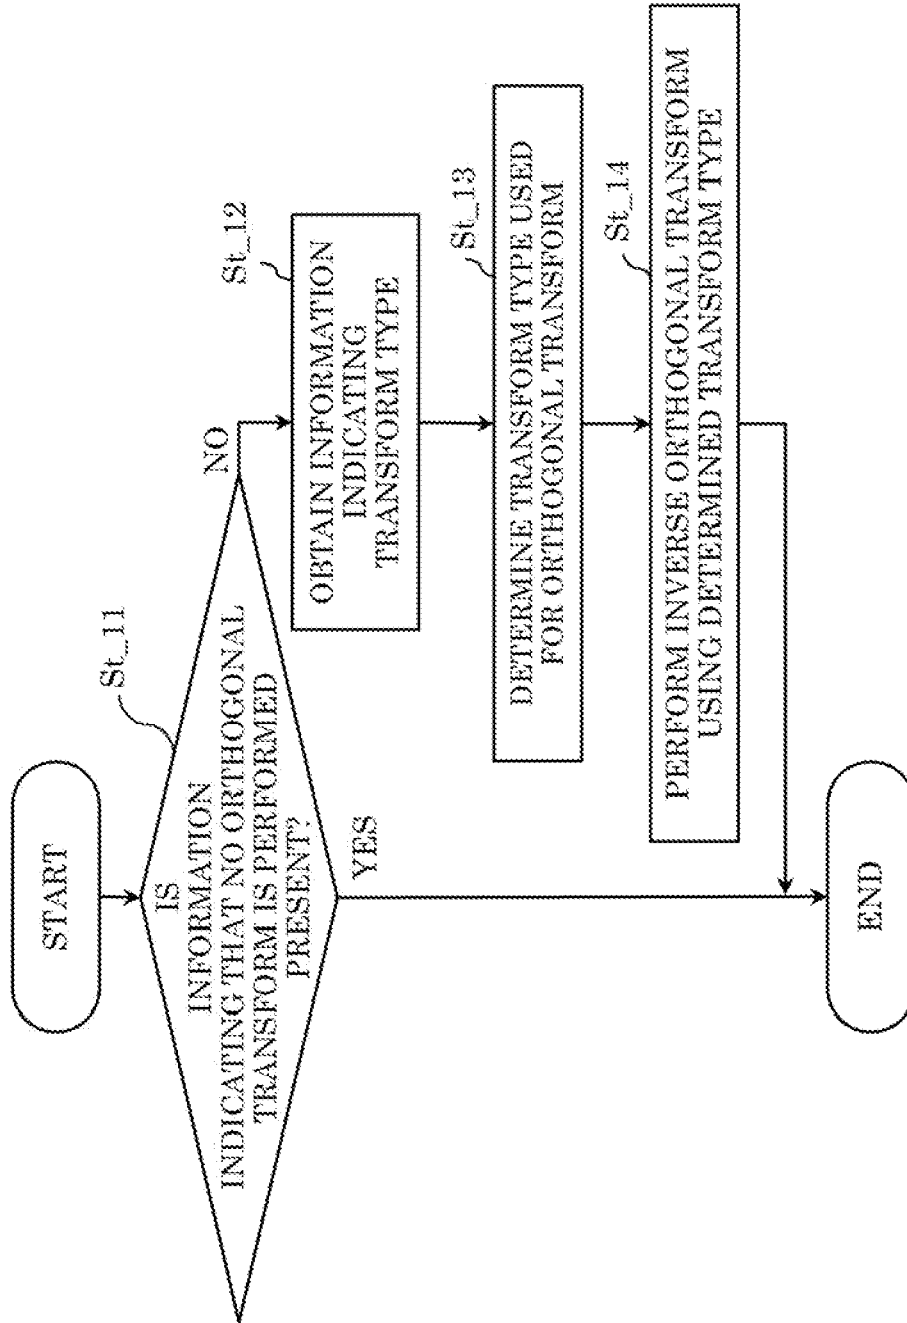 START
St_11
IS
INFORMATION
INDICATING THAT NO ORTHOGONAL
TRANSFORM IS PERFORMED
PRESENT?
NO
YES
St_12
OBTAIN INFORMATION
INDICATING
TRANSFORM TYPE
St_13
DETERMINE TRANSFORM TYPE USED
FOR ORTHOGONAL TRANSFORM
St_14
PERFORM INVERSE ORTHOGONAL TRANSFORM
USING DETERMINED TRANSFORM TYPE
END